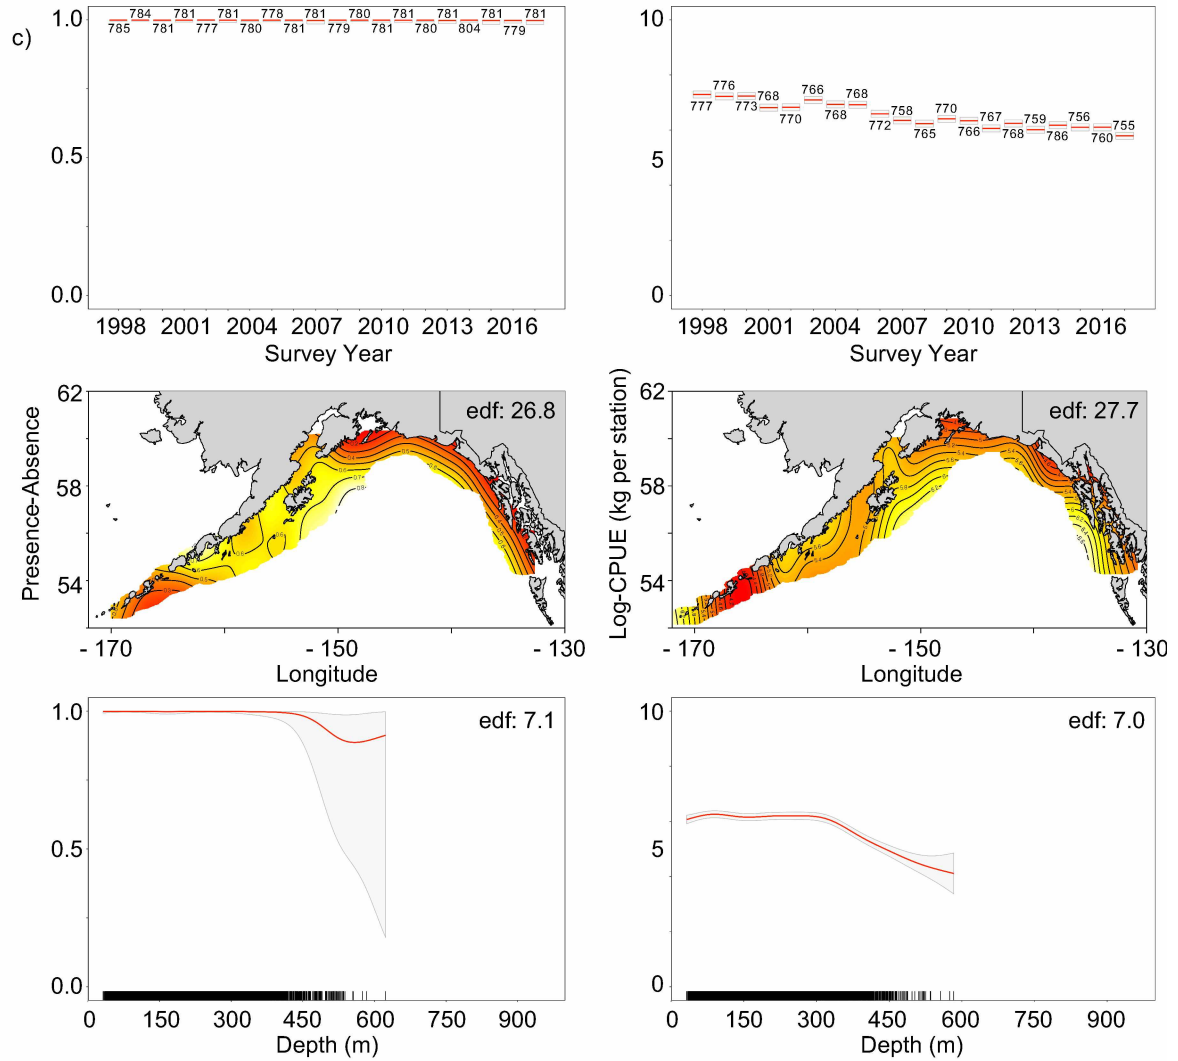 c)
1.0
0.5
0.0
784 781 781 778 781 780 781 781 781 781
785 781 777 780 781 779 781 780 804 779
1998 2001 2004 2007 2010 2013 2016
Survey Year
10
5
0
776 768 766 768 758 770 767 759 756 755
777 773 770 768 772 765 766 768 786 760
1998 2001 2004 2007 2010 2013 2016
Survey Year
Presence-Absence
62
58
54
edf: 26.8
- 170 - 150 - 130
Longitude
Log-CPUE (kg per station)
62
58
54
edf: 27.7
- 170 - 150 - 130
Longitude
1.0
0.5
0.0
edf: 7.1
0 150 300 450 600 750 900
Depth (m)
10
5
0
edf: 7.0
0 150 300 450 600 750 900
Depth (m)